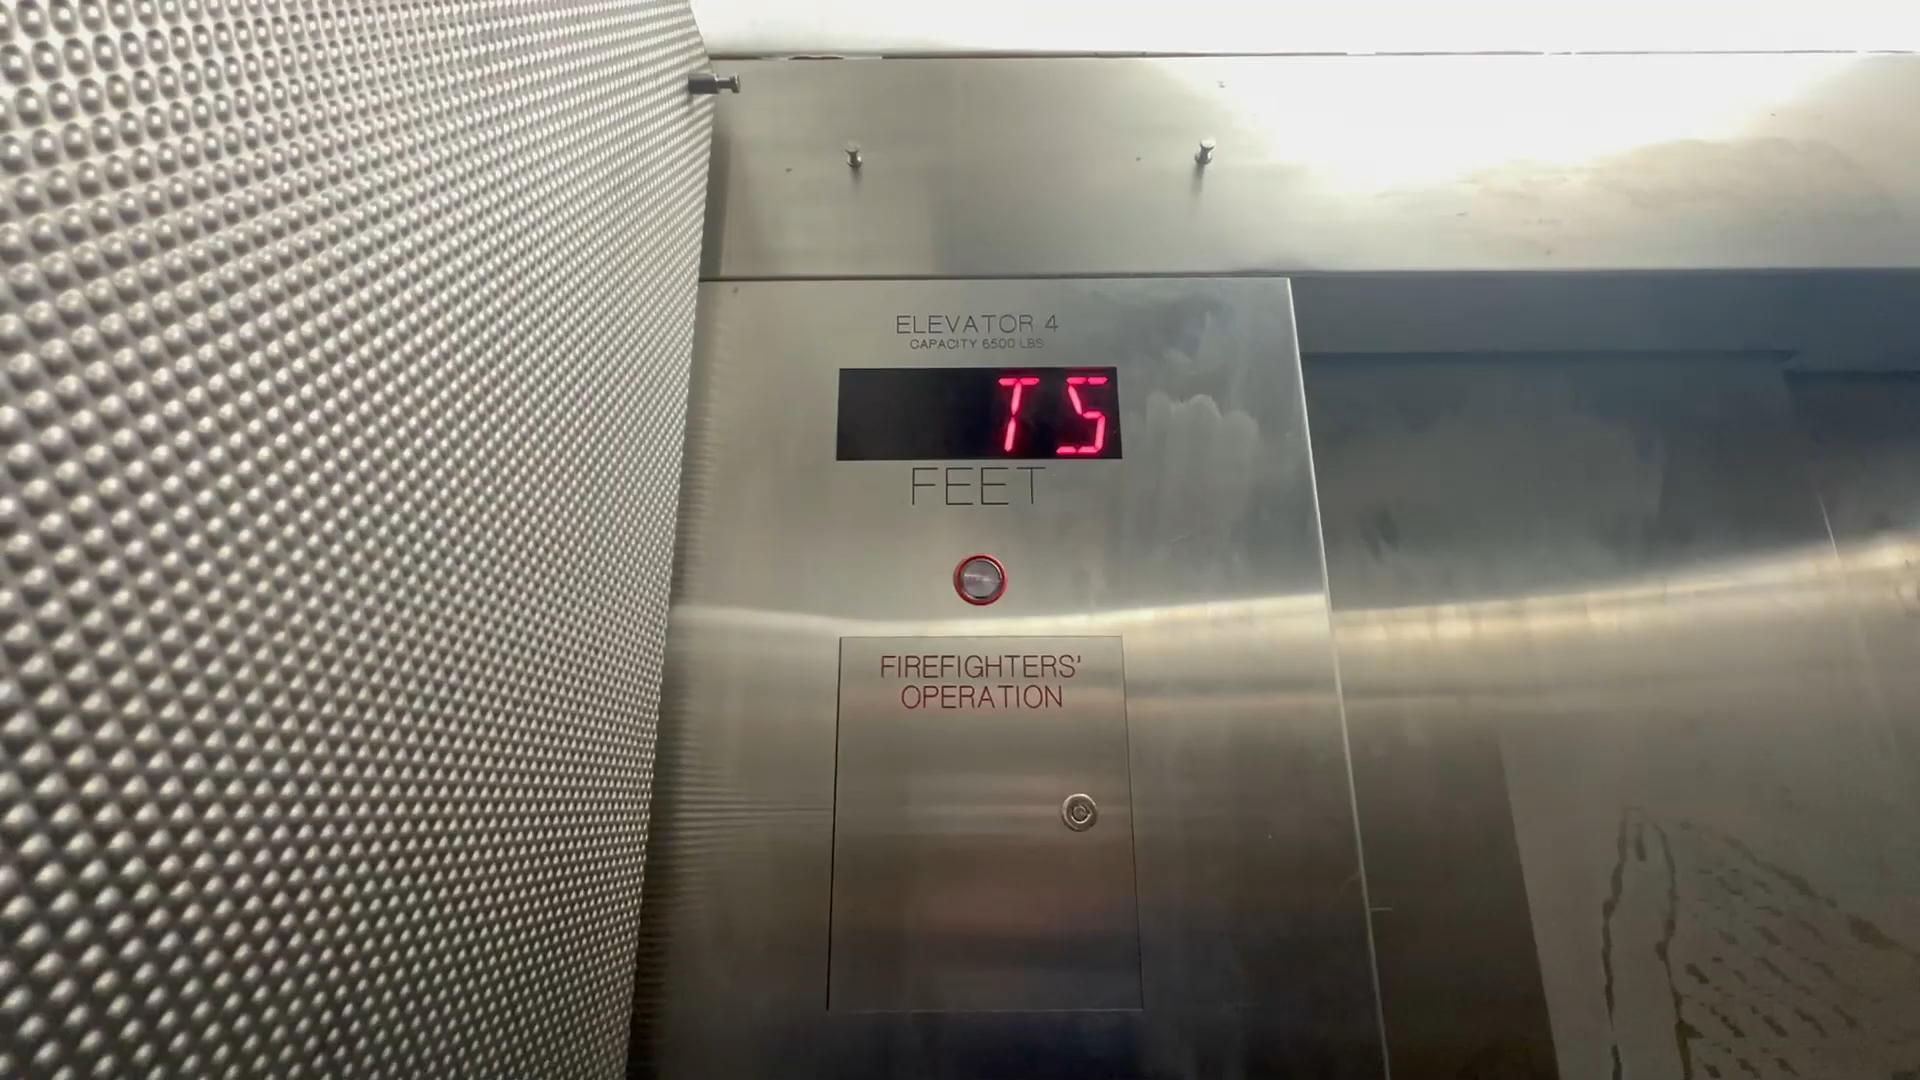 ELEVATOR 4
CAPACITY 6500 LBS
T5
FEET
FIREFIGHTERS'
OPERATION